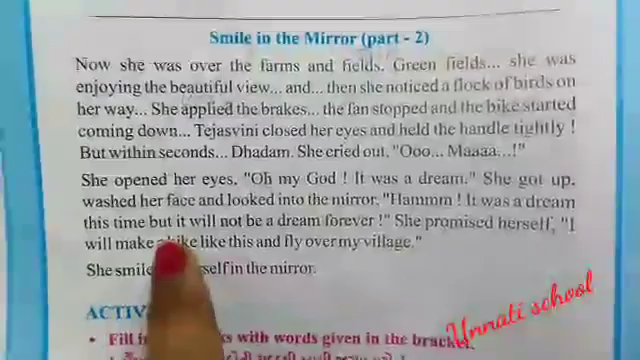 Smile in the Mirror (part - 2)
Now she was over the farms and fields. Green fields... she was
enjoying the beautiful view... and... then she noticed a flock of birds on
her way... She applied the brakes... the fan stopped and the bike started
coming down... Tejasvini closed her eyes and held the handle tightly !
But within seconds... Dhadam. She cried out, "Ooo... Maaaa...!"
She opened her eyes, "Oh my God ! It was a dream." She got up,
washed her face and looked into the mirror, "Hammm ! It was a dream
this time but it will not be a dream forever !" She promised herself, "I
will make a bike like this and fly over my village."
She smile rself in the mirror.
ACTIV
Unnati school
• Fill in ks with words given in the bracket.